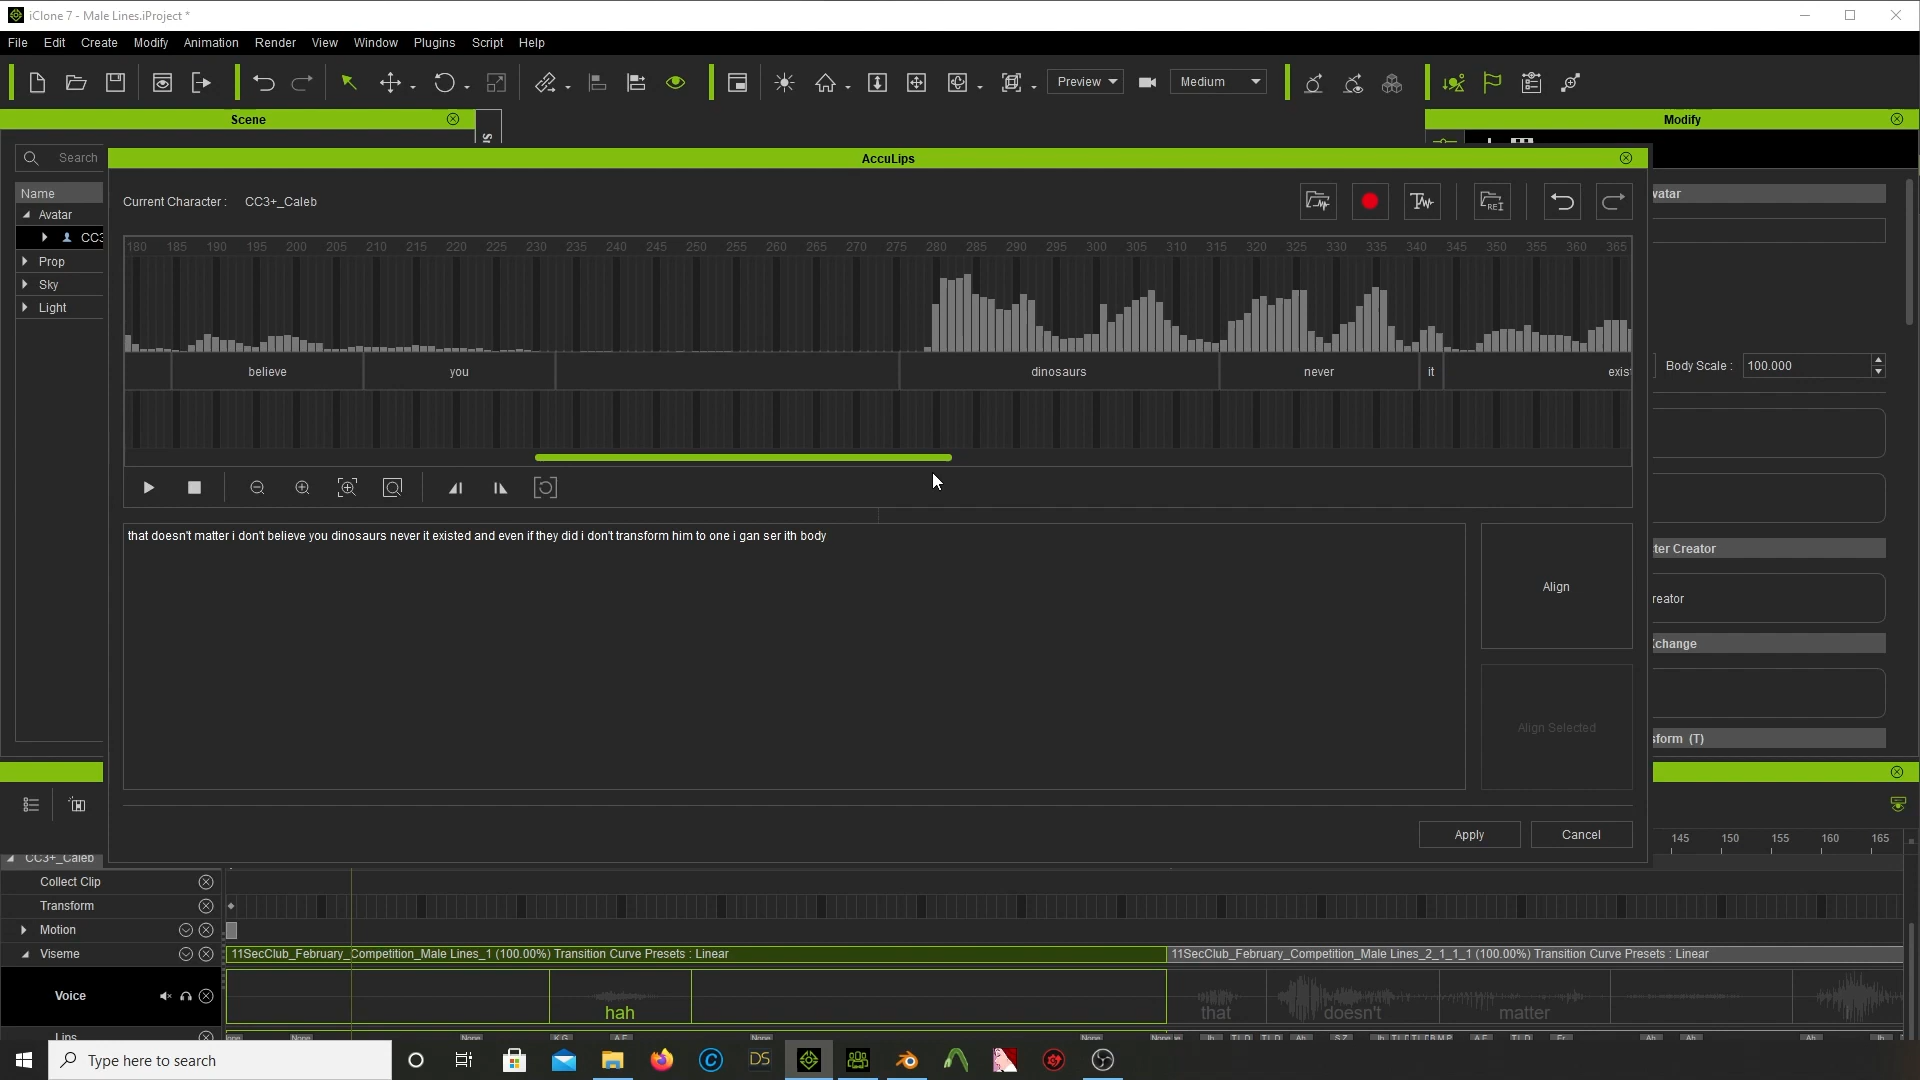 iClone 7 - Male Lines.iProject *
File Edit Create Modify Animation Render View Window Plugins Script Help
Preview Medium
Scene
Modify
Search
AccuLips
Name
Current Character : CC3+_Caleb
Avatar
vatar
CC3
180 185 190 195 200 205 210 215 220 225 230 235 240 245 250 255 260 265 270 275 280 285 290 295 300 305 310 315 320 325 330 335 340 345 350 355 360 365
Prop
Sky
Light
believe you dinosaurs never it exist
Body Scale : 100.000
that doesn't matter i don't believe you dinosaurs never it existed and even if they did i don't transform him to one i gan ser ith body
Align
ter Creator
reator
Xchange
Align Selected
sform (T)
Apply Cancel
145 150 155 160 165
CC3+_Caleb
Collect Clip
Transform
Motion
Viseme
11SecClub_February_Competition_Male Lines_1 (100.00%) Transition Curve Presets : Linear
11SecClub_February_Competition_Male Lines_2_1_1_1 (100.00%) Transition Curve Presets : Linear
Voice
hah that doesn't matter
Lips
Type here to search